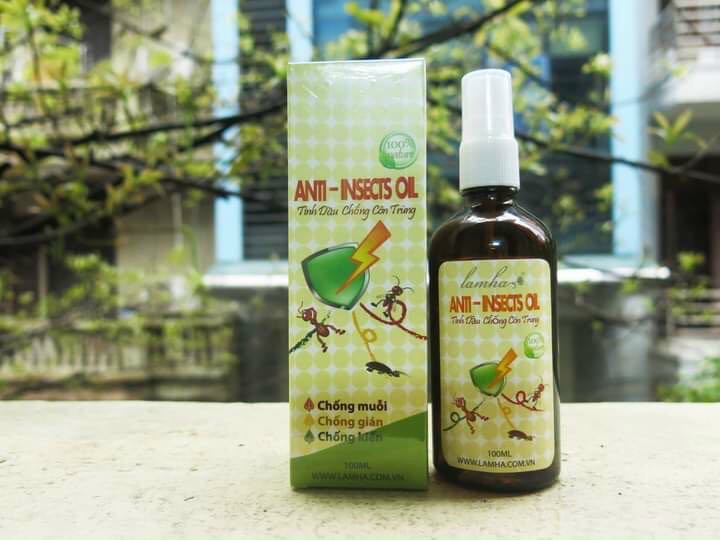 100%
nature
ANTI - INSECTS OIL
Tinh Dầu Chống Côn Trùng
Chống muỗi
Chống gián
Chống kiến
100ML
WWW.LAMHA.COM.VN
lamha
ANTI - INSECTS OIL
Tinh Dầu Chống Côn Trùng
100%
100ML
WWW.LAMHA.COM.VN